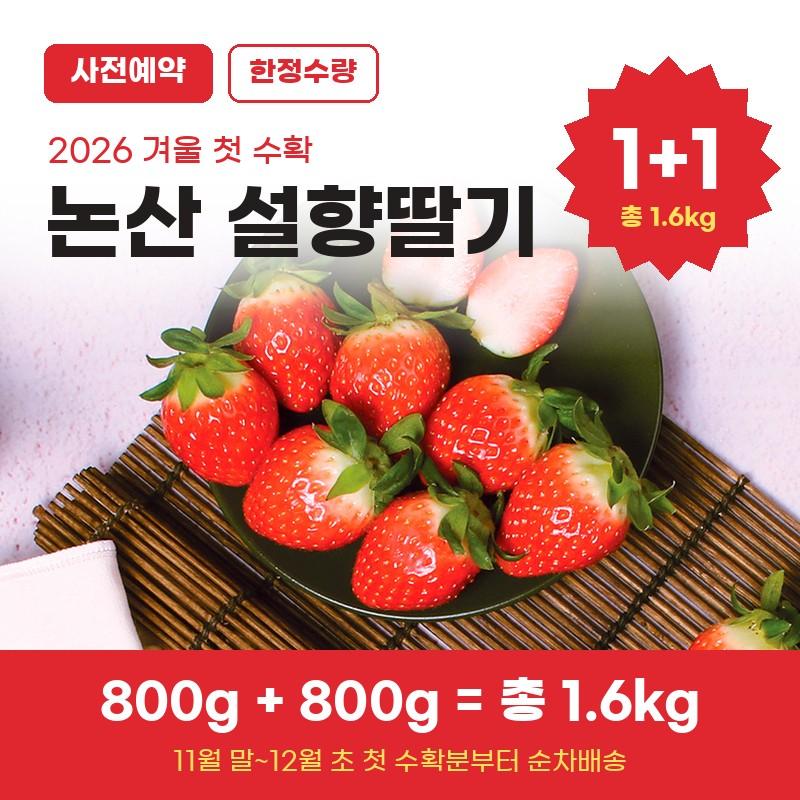 사전예약 한정수량
2026 겨울 첫 수확
논산 설향딸기
1+1
총 1.6kg
800g + 800g = 총 1.6kg
11월 말~12월 초 첫 수확분부터 순차배송